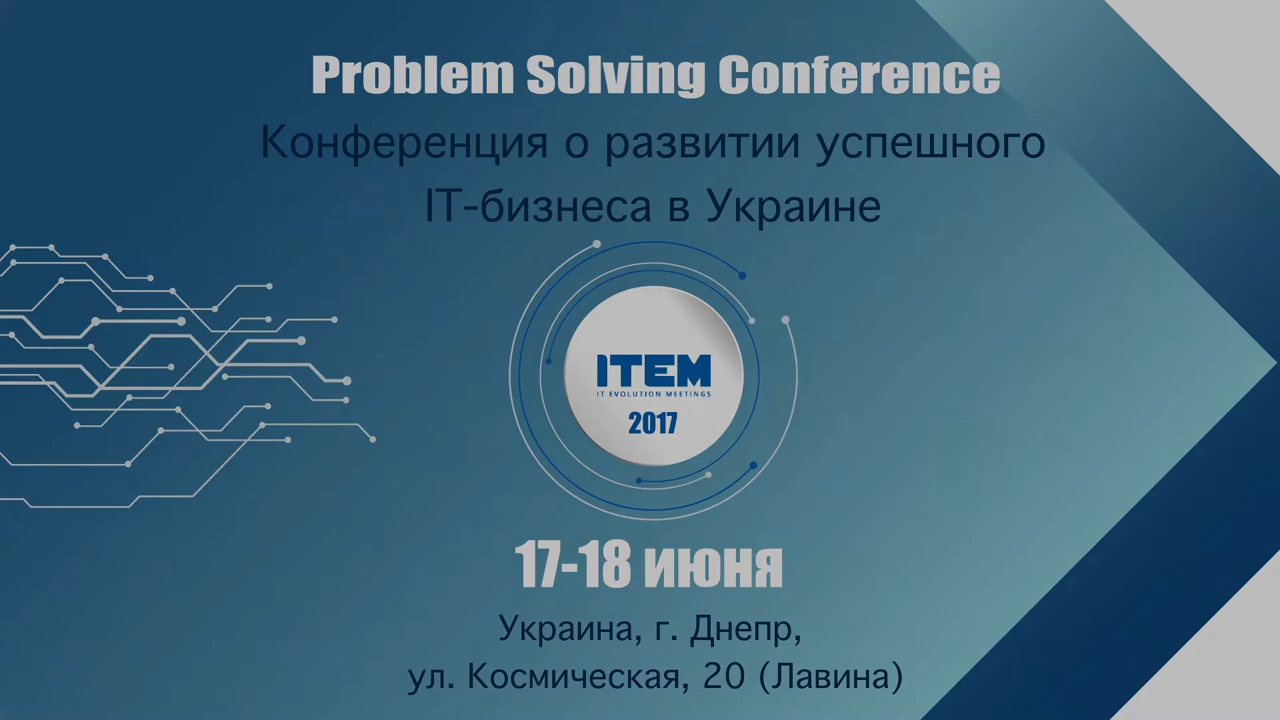 Problem Solving Conference
Конференция о развитии успешного
IT-бизнеса в Украине
ITEM
IT EVOLUTION MEETINGS
2017
17-18 июня
Украина, г. Днепр,
ул. Космическая, 20 (Лавина)